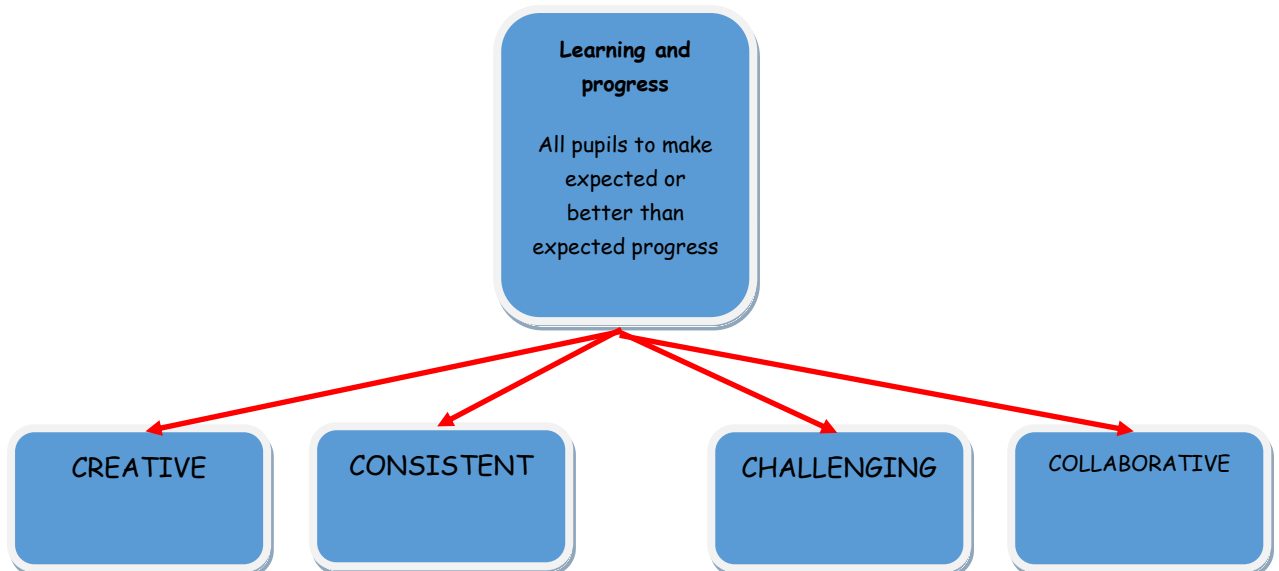 Learning and
progress
All pupils to make
expected or
better than
expected progress
CREATIVE
CONSISTENT
CHALLENGING
COLLABORATIVE